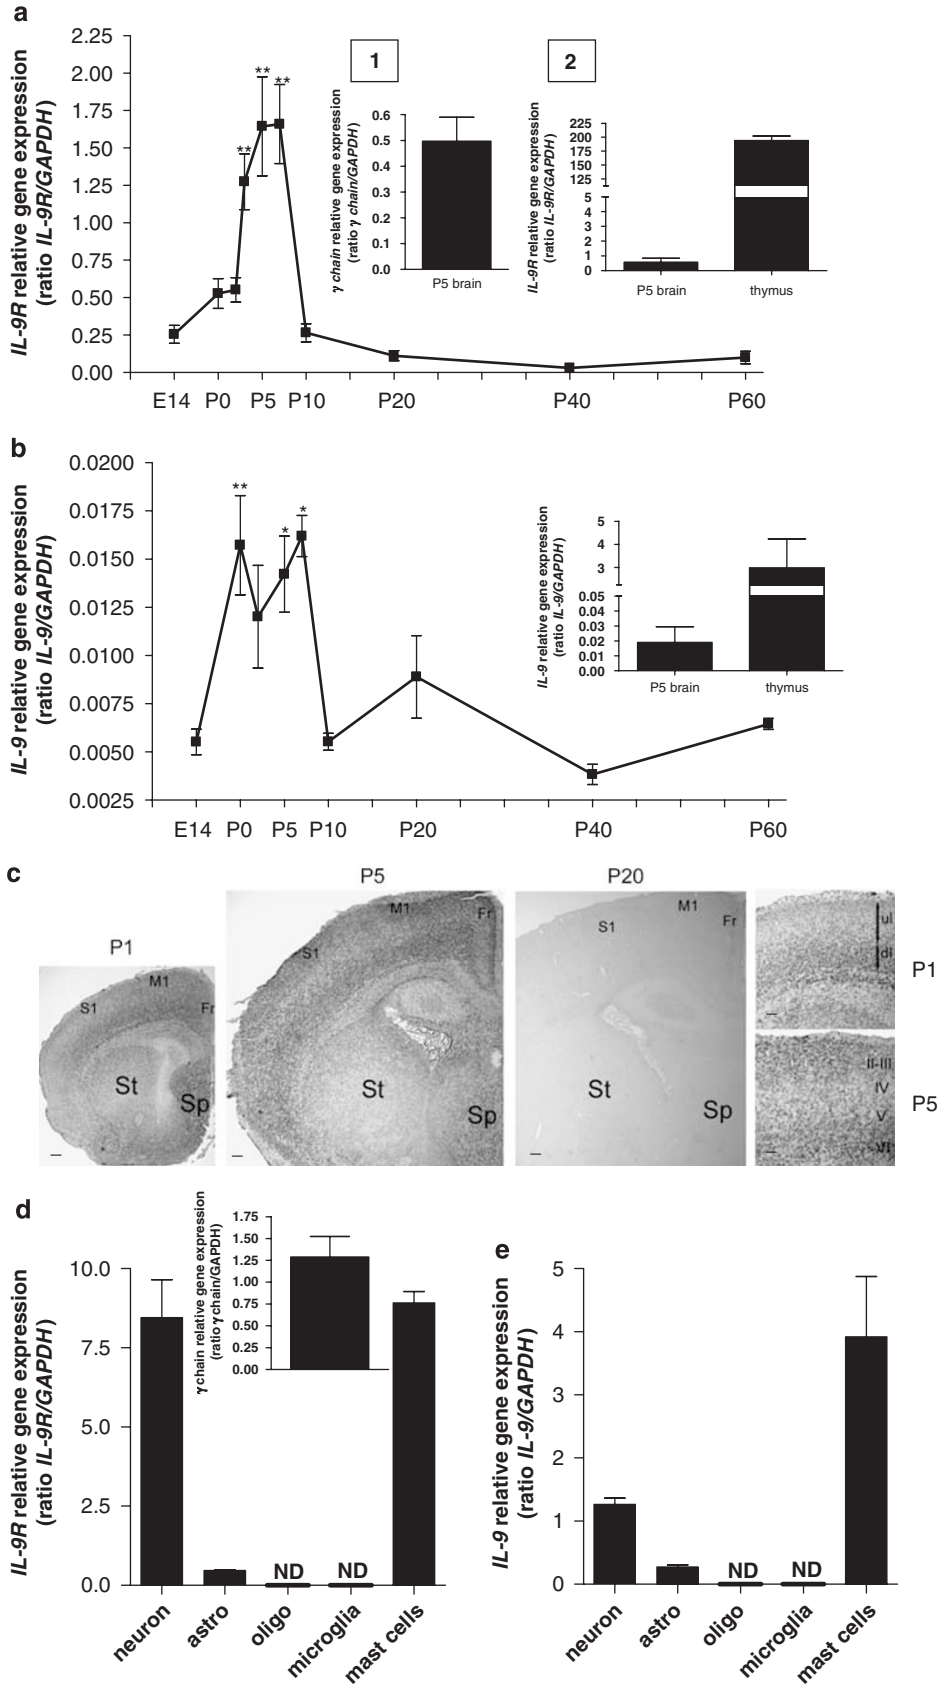 a
IL-9R relative gene expression
(ratio IL-9R/GAPDH)
2.25
2.00
1.75
1.50
1.25
1.00
0.75
0.50
0.25
0.00
**
**
**
E14 P0 P5 P10 P20 P40 P60
1
γ chain relative gene expression
(ratio γ chain/GAPDH)
0.6
0.5
0.4
0.3
0.2
0.1
0.0
P5 brain
2
IL-9R relative gene expression
(ratio IL-9R/GAPDH)
225
200
175
150
125
5
4
3
2
1
0
P5 brain thymus
b
IL-9 relative gene expression
(ratio IL-9/GAPDH)
0.0200
0.0175
0.0150
0.0125
0.0100
0.0075
0.0050
0.0025
**
*
*
E14 P0 P5 P10 P20 P40 P60
IL-9 relative gene expression
(ratio IL-9/GAPDH)
5
4
3
0.05
0.04
0.03
0.02
0.01
0.00
P5 brain thymus
c
P1
S1 M1 Fr
St
Sp
P5
S1 M1 Fr
St
Sp
P20
S1 M1 Fr
St
Sp
ul
dl
P1
II-III
IV
V
VI
P5
d
IL-9R relative gene expression
(ratio IL-9R/GAPDH)
10.0
7.5
5.0
2.5
0.0
ND ND
neuron astro oligo microglia mast cells
γ chain relative gene expression
(ratio γ chain/GAPDH)
1.75
1.50
1.25
1.00
0.75
0.50
0.25
0.00
e
IL-9 relative gene expression
(ratio IL-9/GAPDH)
5
4
3
2
1
0
ND ND
neuron astro oligo microglia mast cells